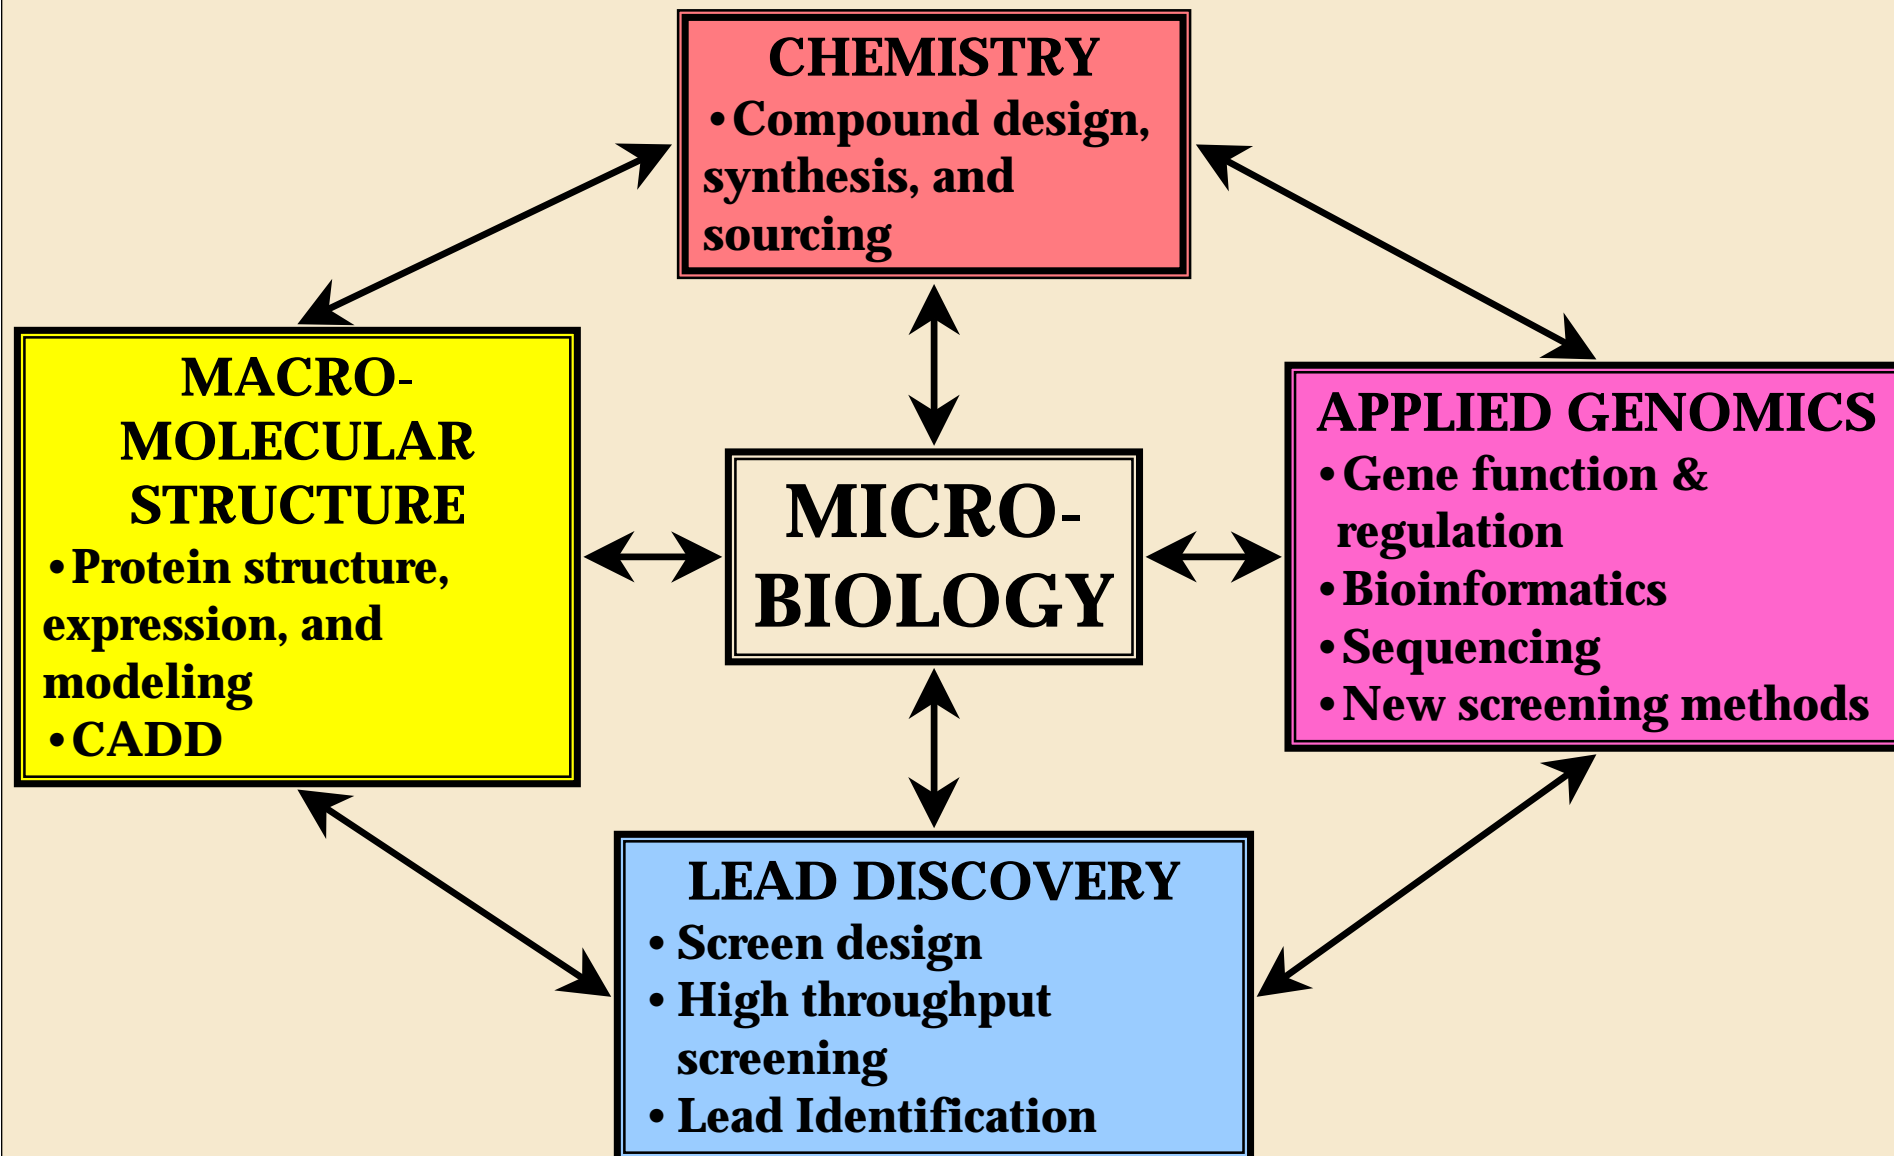 CHEMISTRY
•Compound design,
synthesis, and
sourcing
MACRO-
MOLECULAR
STRUCTURE
•Protein structure,
expression, and
modeling
•CADD
MICRO-
BIOLOGY
APPLIED GENOMICS
•Gene function &
regulation
•Bioinformatics
•Sequencing
•New screening methods
LEAD DISCOVERY
• Screen design
• High throughput
screening
• Lead Identification